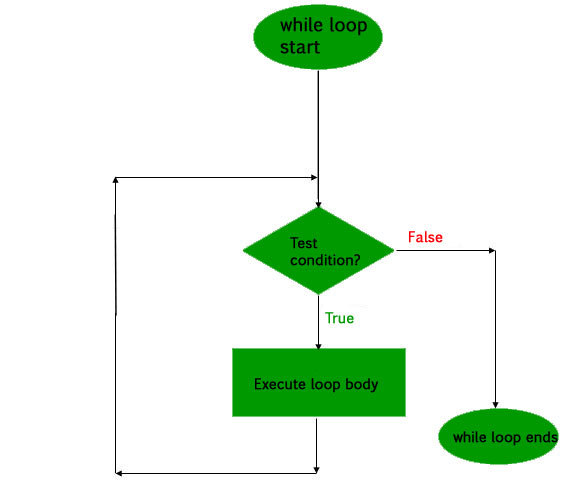 while loop
start
Test
condition?
False
True
Execute loop body
while loop ends